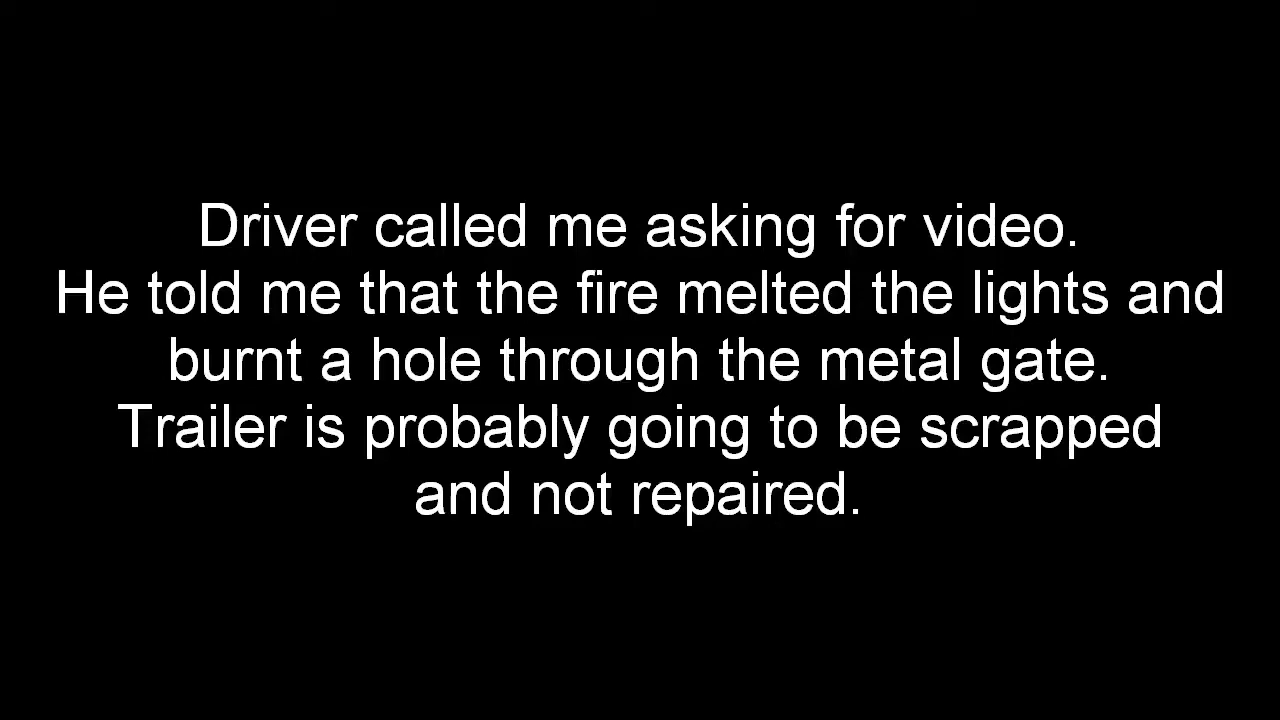 Driver called me asking for video.
He told me that the fire melted the lights and
burnt a hole through the metal gate.
Trailer is probably going to be scrapped
and not repaired.